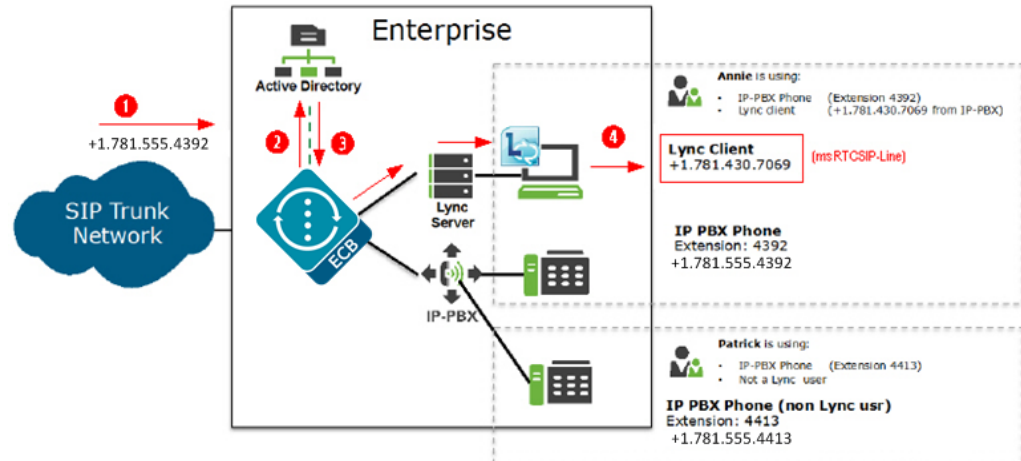 Enterprise
Active Directory
1
+1.781.555.4392
2
3
SIP Trunk
Network
ECB
Lync
Server
L
4
IP-PBX
Annie is using:
• IP-PBX Phone (Extension 4392)
• Lync client (+1.781.430.7069 from IP-PBX)
Lync Client
+1.781.430.7069
(msRTCSIP-Line)
IP PBX Phone
Extension: 4392
+1.781.555.4392
Patrick is using:
• IP-PBX Phone (Extension 4413)
• Not a Lync user
IP PBX Phone (non Lync usr)
Extension: 4413
+1.781.555.4413